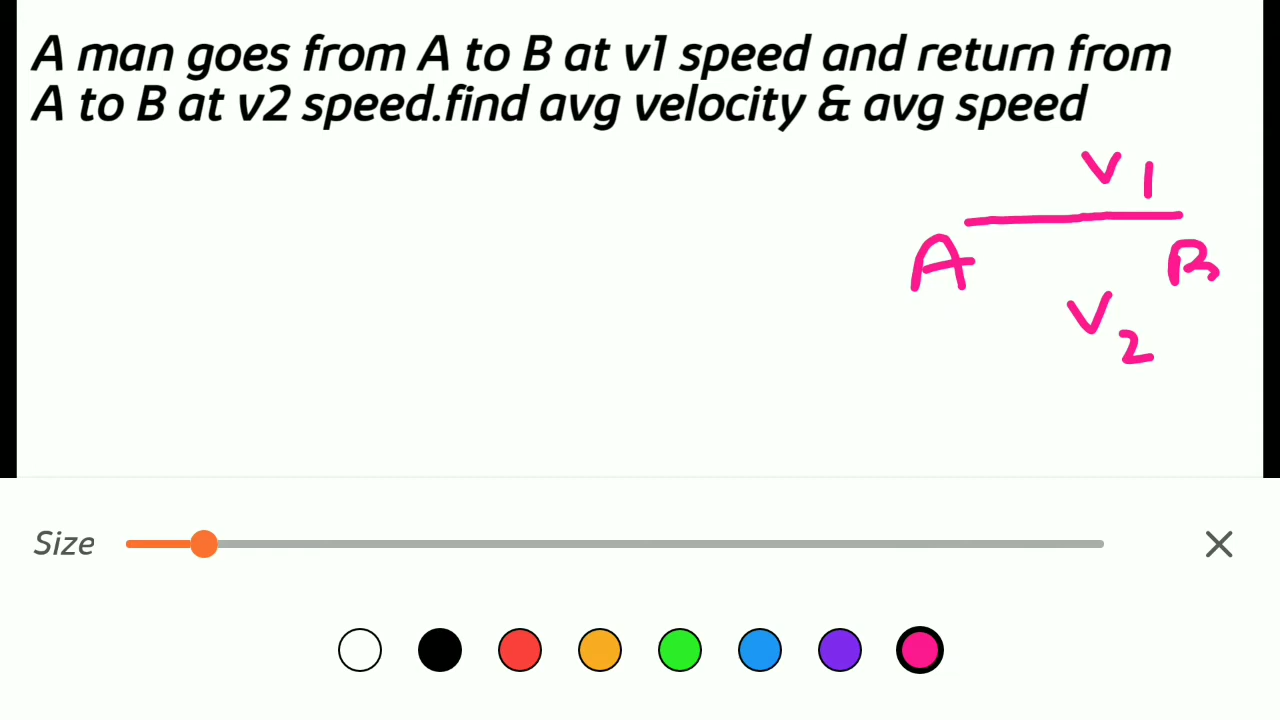 A man goes from A to B at v1 speed and return from
A to B at v2 speed.find avg velocity & avg speed
V1
A B
V2
Size